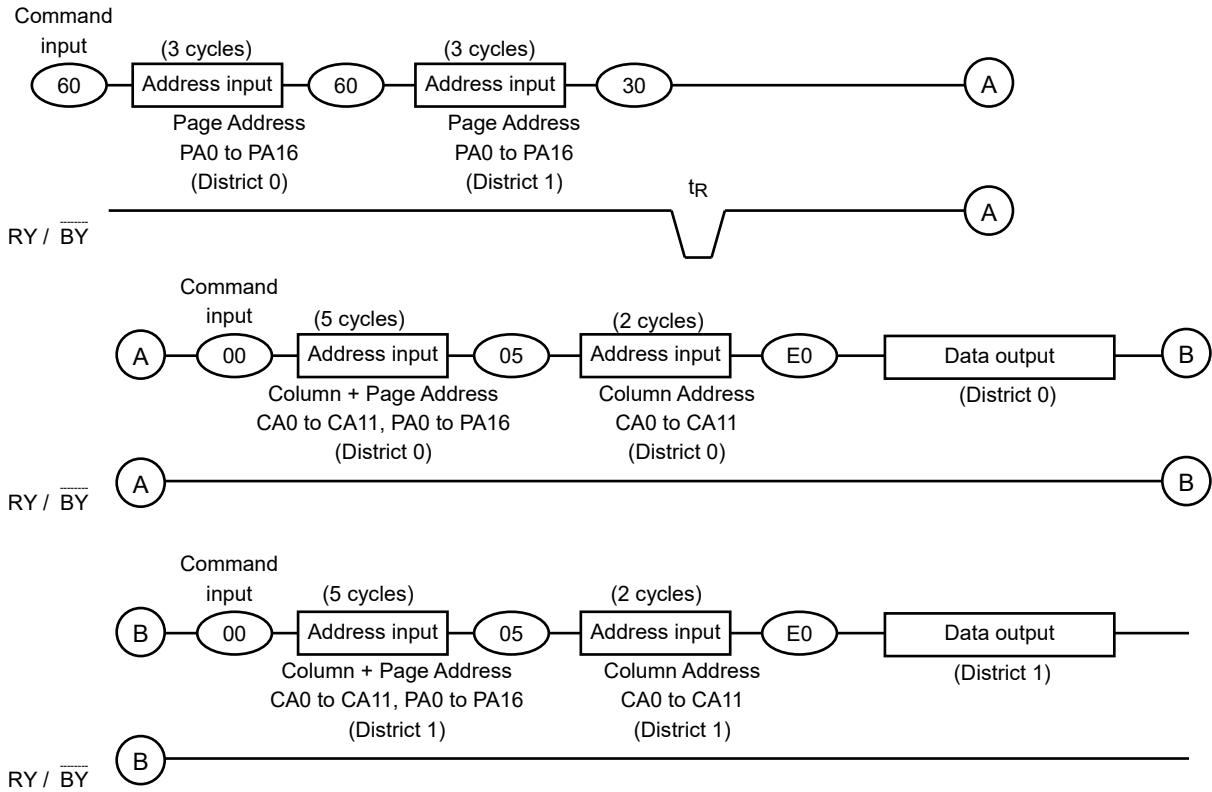 Command
input
(3 cycles)
(3 cycles)
60
Address input
60
Address input
30
A
Page Address
PA0 to PA16
(District 0)
Page Address
PA0 to PA16
(District 1)
tR
A
RY / BY
Command
input
(5 cycles)
(2 cycles)
A
00
Address input
05
Address input
E0
Data output
B
Column + Page Address
CA0 to CA11, PA0 to PA16
(District 0)
Column Address
CA0 to CA11
(District 0)
(District 0)
A
B
RY / BY
Command
input
(5 cycles)
(2 cycles)
B
00
Address input
05
Address input
E0
Data output
Column + Page Address
CA0 to CA11, PA0 to PA16
(District 1)
Column Address
CA0 to CA11
(District 1)
(District 1)
B
RY / BY